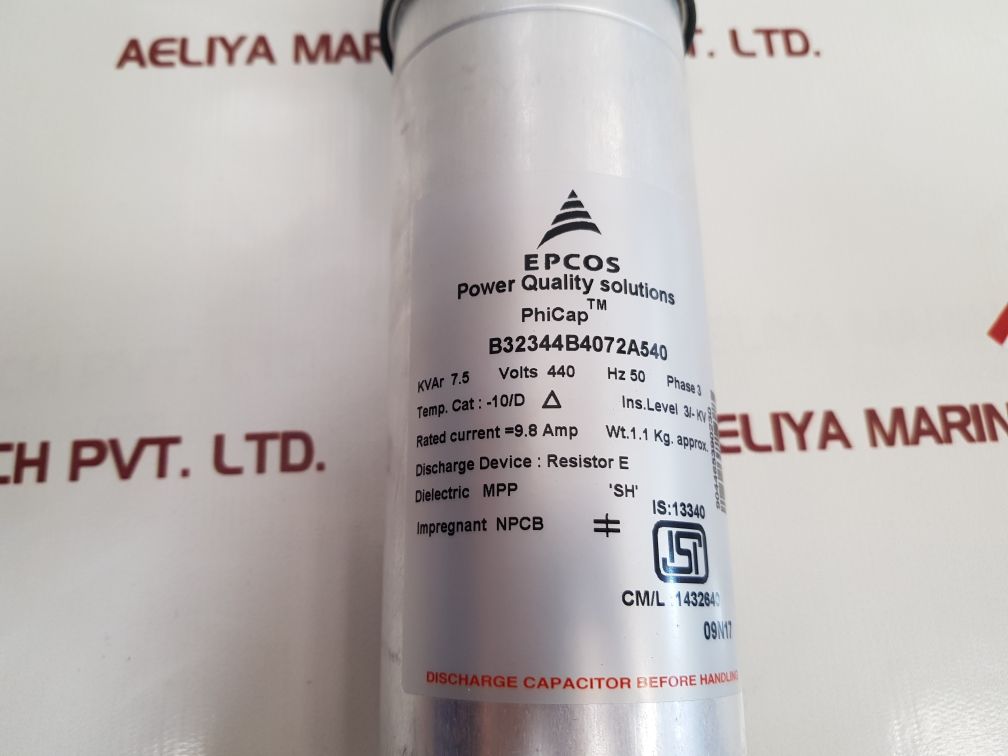 AELIYA MAR T. LTD.
EPCOS
Power Quality solutions
PhiCap™
B32344B4072A540
KVAr 7.5 Volts 440 Hz 50 Phase 3
Temp. Cat : -10/D Δ Ins.Level 3/- KV
Rated current =9.8 Amp Wt.1.1 Kg. approx.
CH PVT. LTD. ELIYA MARIN
Discharge Device : Resistor E
Dielectric MPP 'SH'
IS:13340
Impregnant NPCB
ISI
CM/L :
09N17
DISCHARGE CAPACITOR BEFORE HANDLING